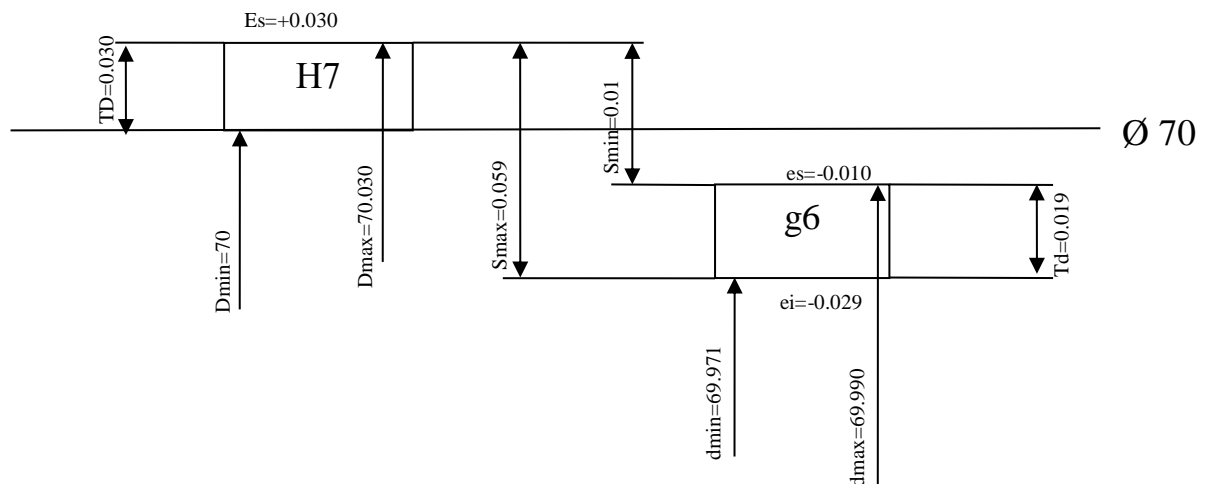 Es=+0.030
TD=0.030
H7
Ø 70
Smin=0.01
Smax=0.059
Dmax=70.030
Dmin=70
es=-0.010
g6
Td=0.019
ei=-0.029
dmin=69.971
dmax=69.990